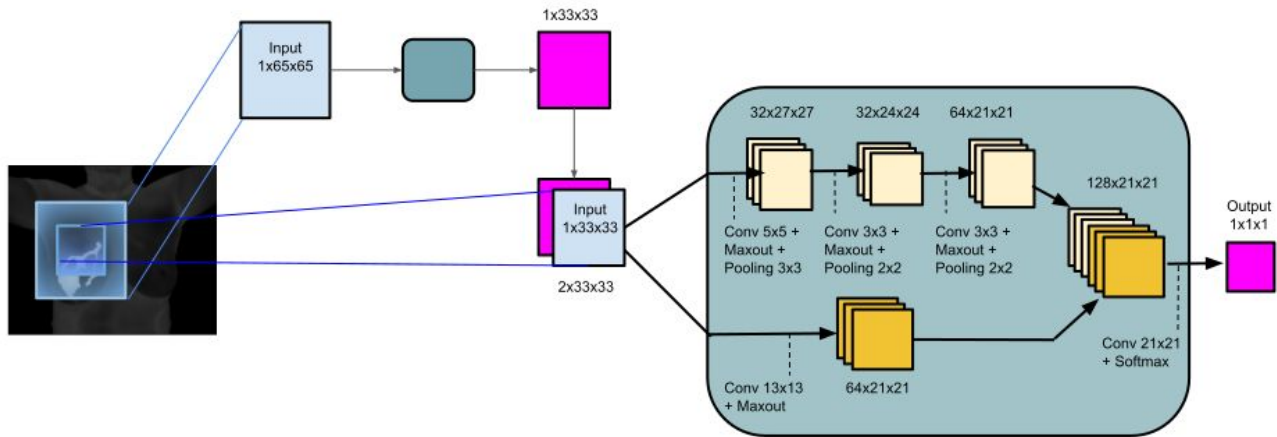 1x33x33
Input
1x65x65
32x27x27
32x24x24
64x21x21
128x21x21
Output
1x1x1
Input
1x33x33
2x33x33
Conv 5x5 +
Maxout +
Pooling 3x3
Conv 3x3 +
Maxout +
Pooling 2x2
Conv 3x3 +
Maxout +
Pooling 2x2
Conv 21x21
+ Softmax
Conv 13x13
+ Maxout
64x21x21